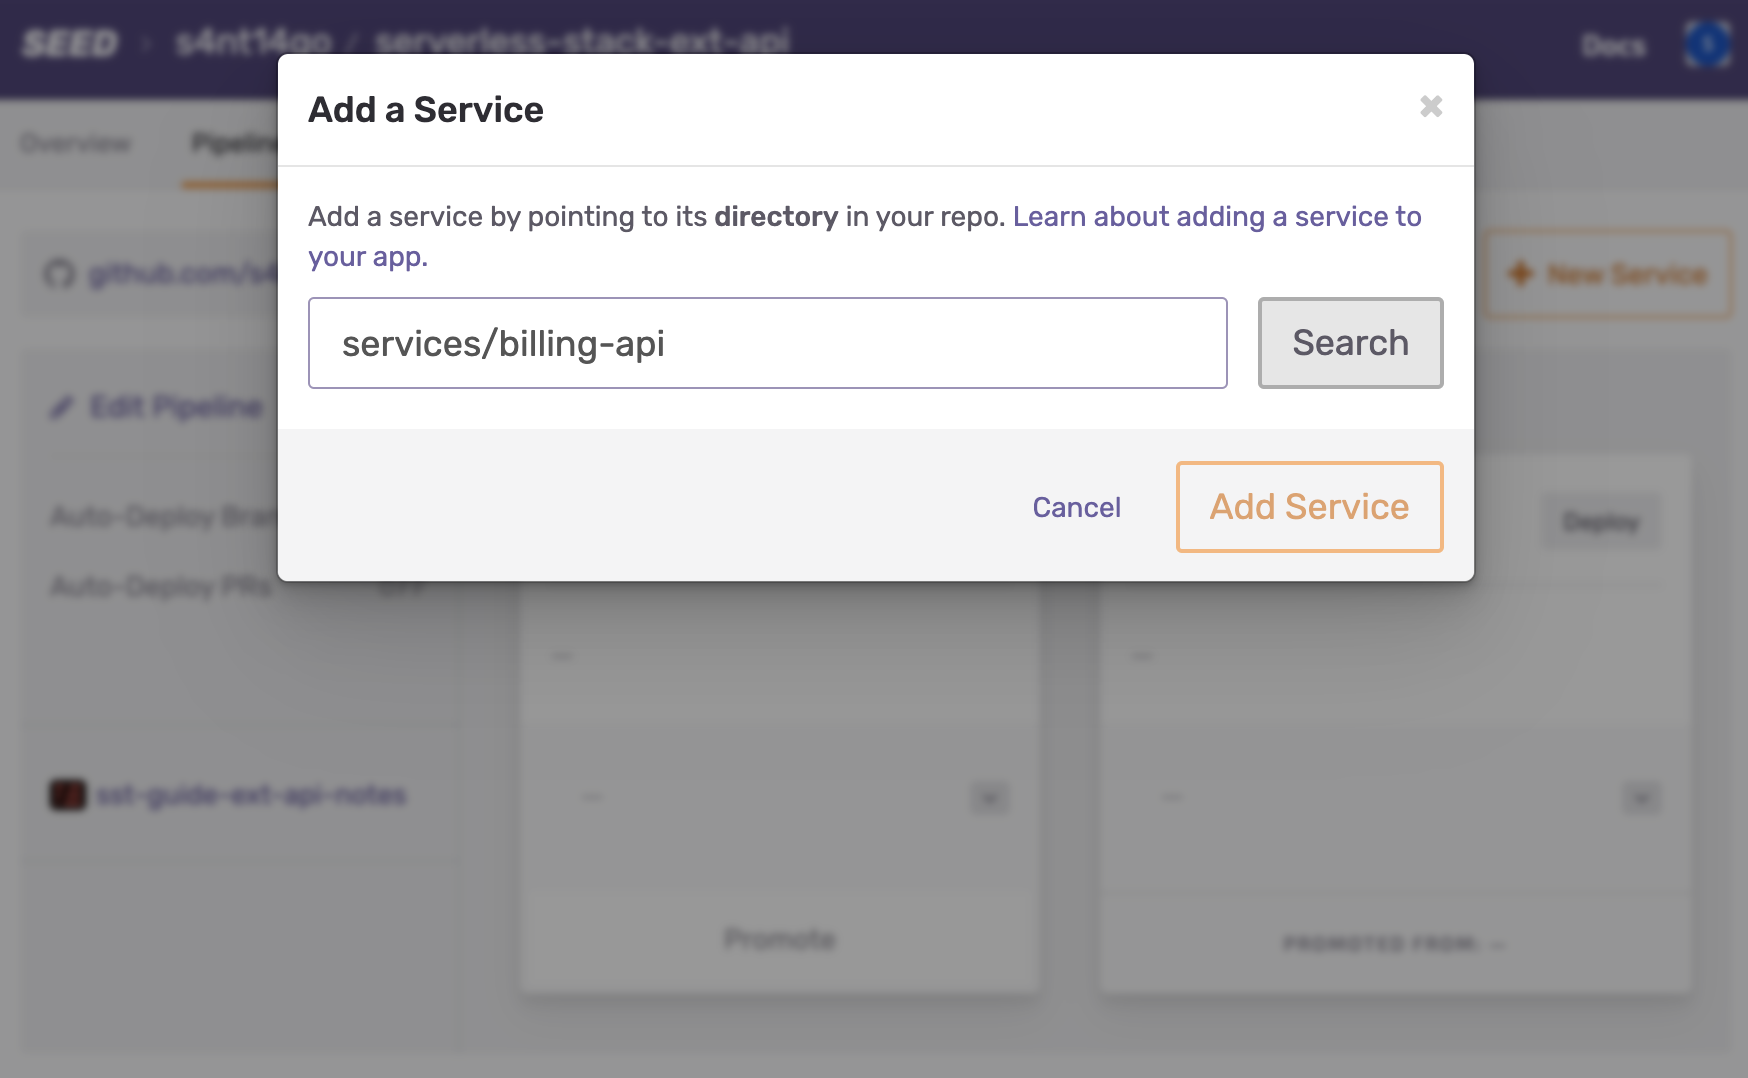 SEED › s4nt14go / serverless-stack-ext-api Docs
Overview Pipeline
Add a Service
Add a service by pointing to its directory in your repo. Learn about adding a service to
your app.
github.com/s4
New Service
services/billing-api Search
Edit Pipeline
Cancel Add Service
Auto-Deploy Bran
Deploy
Auto-Deploy PRs OFF
— —
sst-guide-ext-api-notes — —
Promote PROMOTED FROM: —